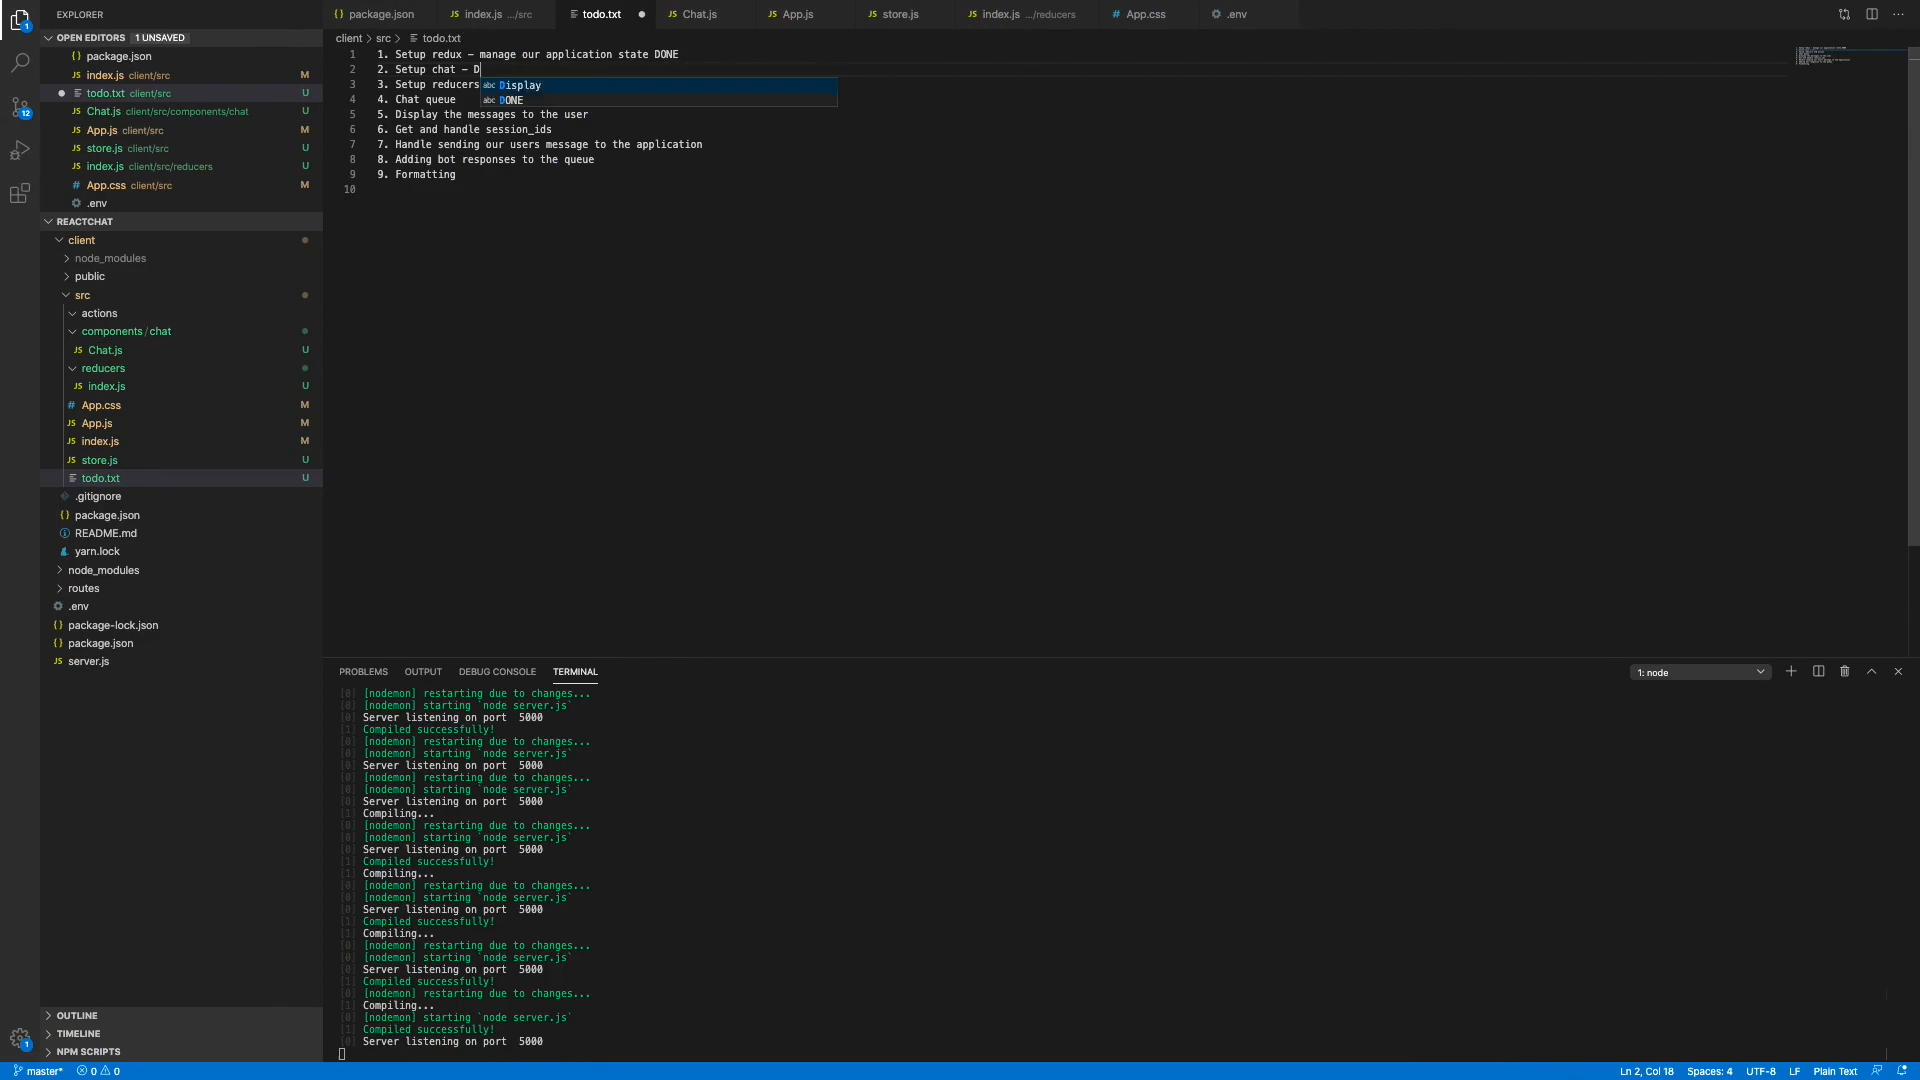 EXPLORER
OPEN EDITORS 1 UNSAVED
package.json
index.js client/src M
todo.txt client/src U
Chat.js client/src/components/chat U
App.js client/src M
store.js client/src U
index.js client/src/reducers U
App.css client/src M
.env
REACTCHAT
client
node_modules
public
src
actions
components / chat
Chat.js U
reducers
index.js U
App.css M
App.js M
index.js M
store.js U
todo.txt U
.gitignore
package.json
README.md
yarn.lock
node_modules
routes
.env
package-lock.json
package.json
server.js
OUTLINE
TIMELINE
NPM SCRIPTS
package.json index.js .../src todo.txt Chat.js App.js store.js index.js .../reducers App.css .env
client > src > todo.txt
1 1. Setup redux - manage our application state DONE
2 2. Setup chat - D
3 3. Setup reducers
4 4. Chat queue
5 5. Display the messages to the user
6 6. Get and handle session_ids
7 7. Handle sending our users message to the application
8 8. Adding bot responses to the queue
9 9. Formatting
10
abc Display
abc DONE
PROBLEMS OUTPUT DEBUG CONSOLE TERMINAL 1: node
[0] [nodemon] restarting due to changes...
[0] [nodemon] starting `node server.js`
[0] Server listening on port 5000
[1] Compiled successfully!
[0] [nodemon] restarting due to changes...
[0] [nodemon] starting `node server.js`
[0] Server listening on port 5000
[0] [nodemon] restarting due to changes...
[0] [nodemon] starting `node server.js`
[0] Server listening on port 5000
[1] Compiling...
[0] [nodemon] restarting due to changes...
[0] [nodemon] starting `node server.js`
[0] Server listening on port 5000
[1] Compiled successfully!
[1] Compiling...
[0] [nodemon] restarting due to changes...
[0] [nodemon] starting `node server.js`
[0] Server listening on port 5000
[1] Compiled successfully!
[1] Compiling...
[0] [nodemon] restarting due to changes...
[0] [nodemon] starting `node server.js`
[0] Server listening on port 5000
[1] Compiled successfully!
[0] [nodemon] restarting due to changes...
[1] Compiling...
[0] [nodemon] starting `node server.js`
[1] Compiled successfully!
[0] Server listening on port 5000
master* 0 0 Ln 2, Col 18 Spaces: 4 UTF-8 LF Plain Text